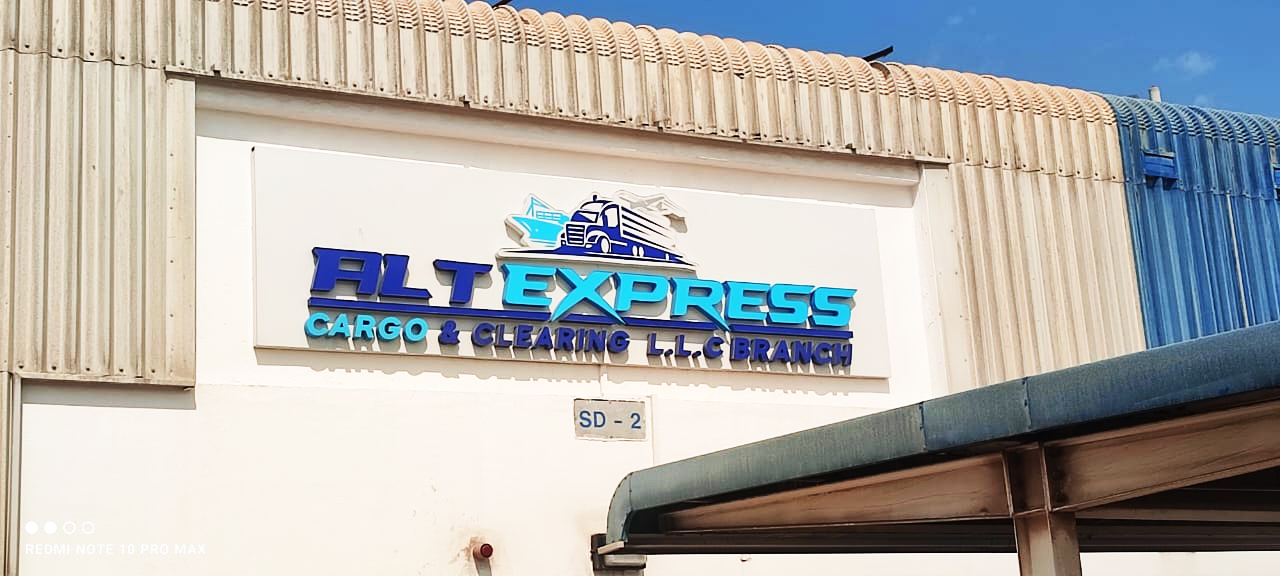 ALT EXPRESS
CARGO & CLEARING L.L.C BRANCH
SD - 2
REDMI NOTE 10 PRO MAX